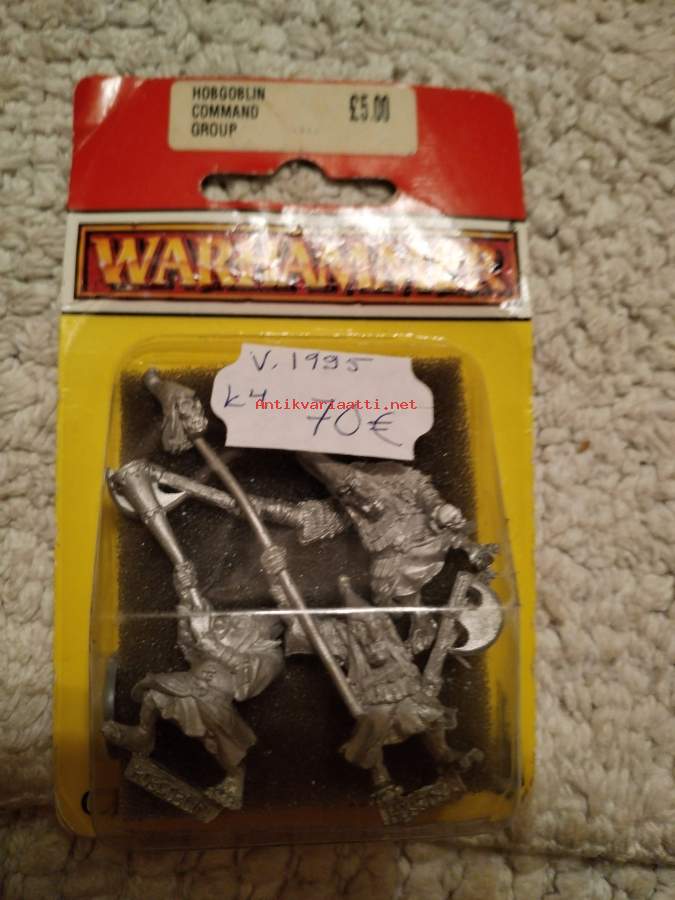 HOBGOBLIN
COMMAND
GROUP
£5.00
WARHAMMER
V. 1995
K4
Antikvariaatti.net
70€